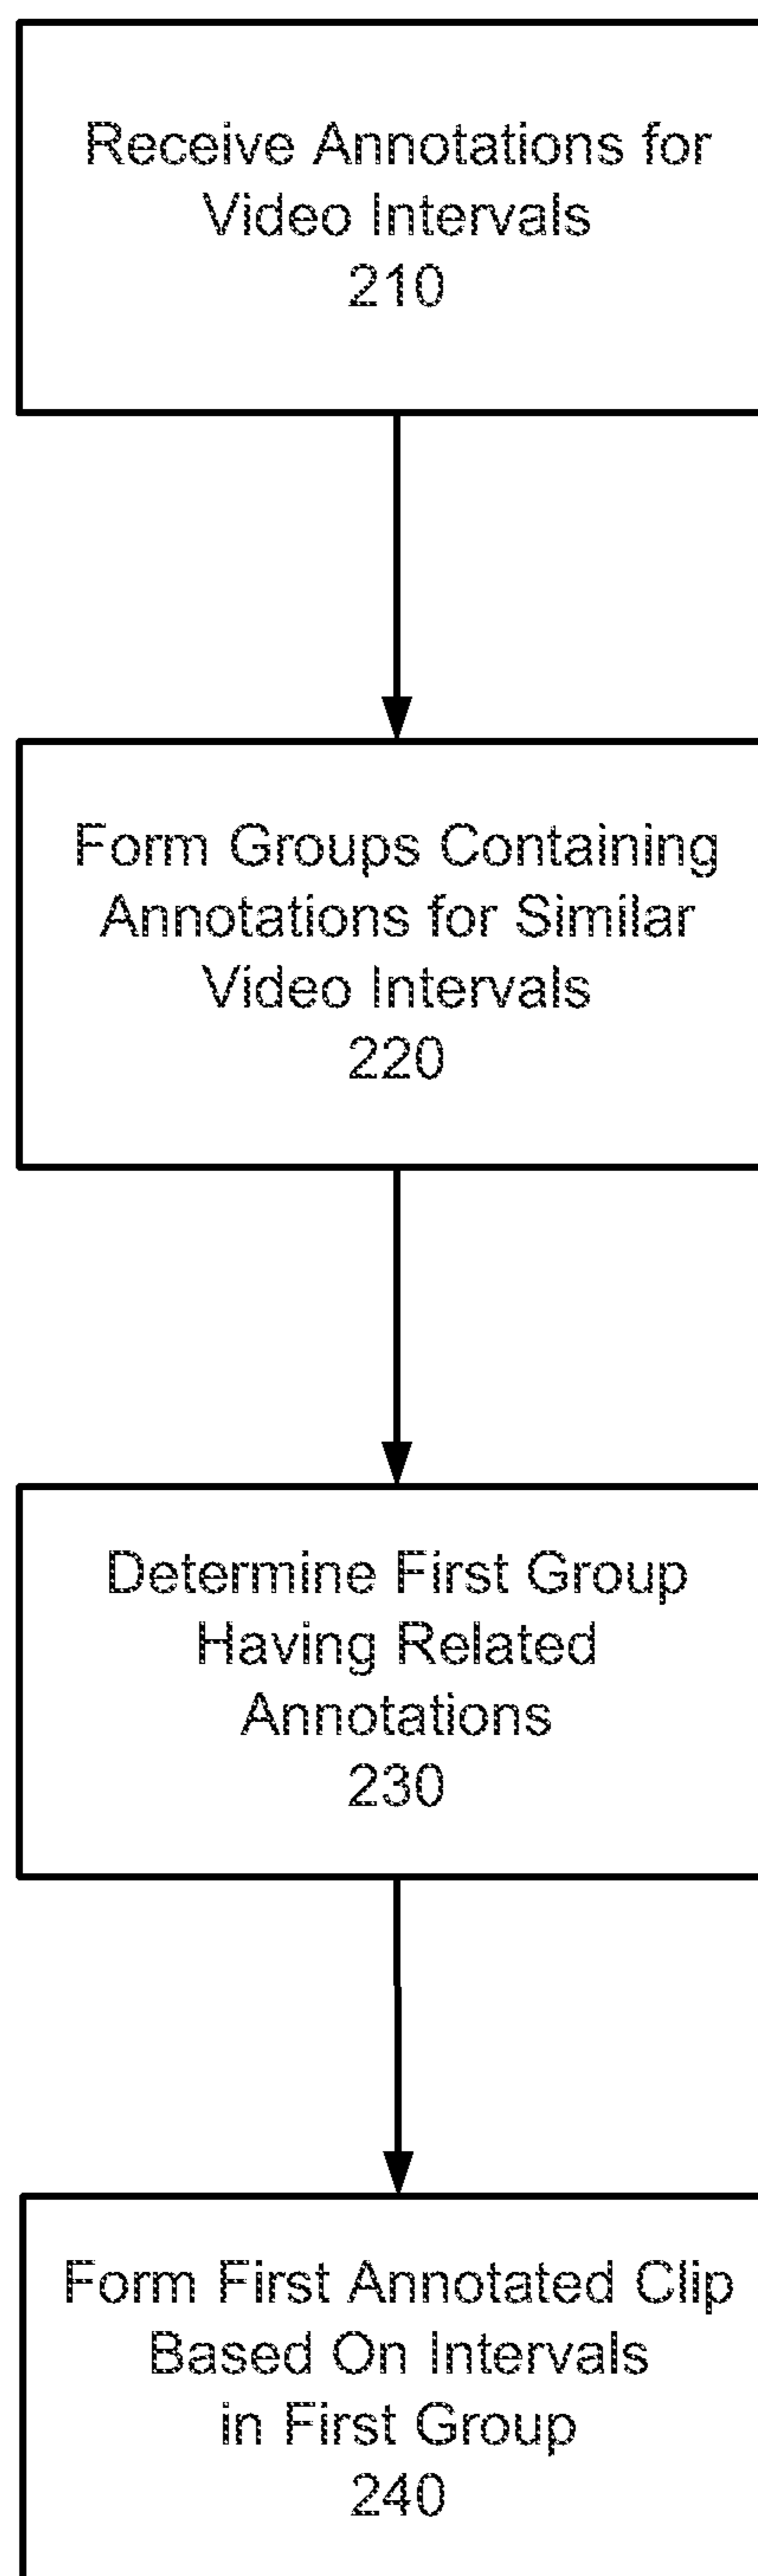 Receive Annotations for
Video Intervals
210
Form Groups Containing
Annotations for Similar
Video Intervals
220
Determine First Group
Having Related
Annotations
230
Form First Annotated Clip
Based On Intervals
in First Group
240